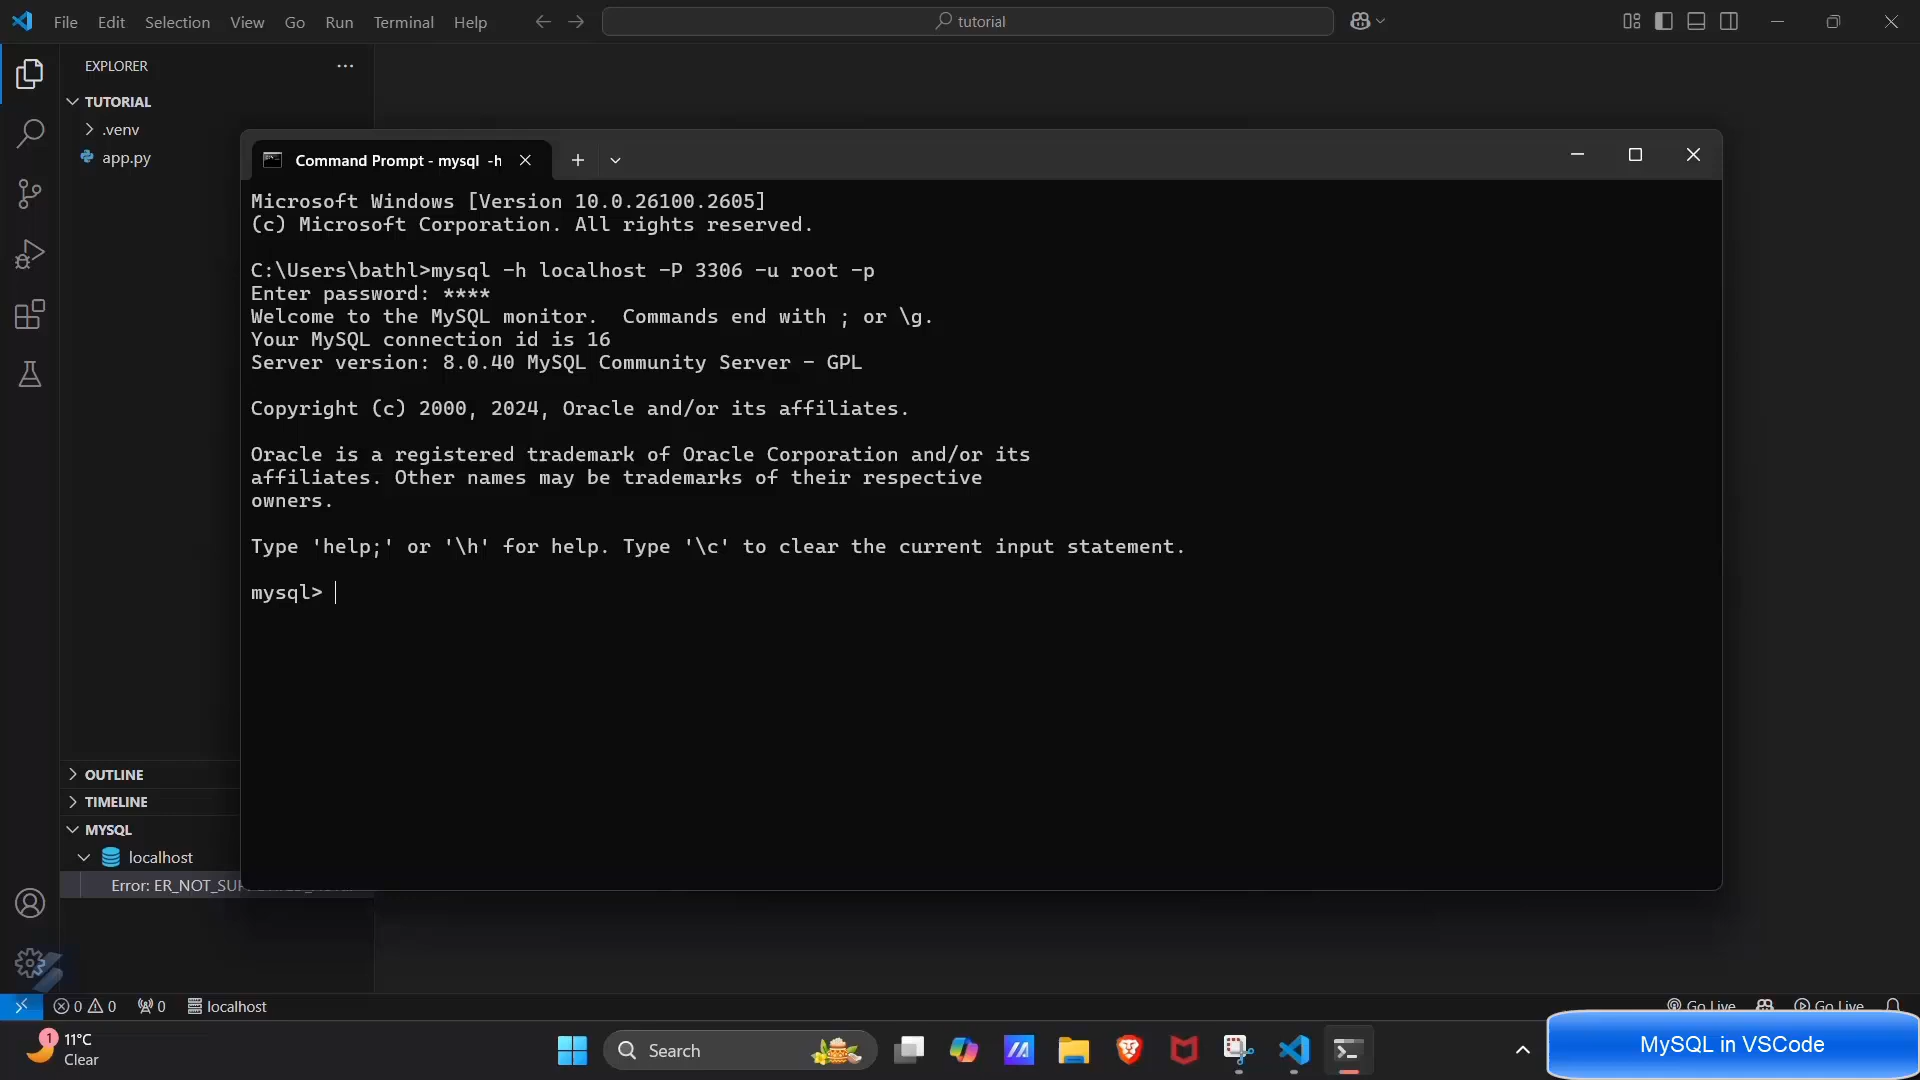 File Edit Selection View Go Run Terminal Help
tutorial
EXPLORER
TUTORIAL
.venv
app.py
Command Prompt - mysql -h
Microsoft Windows [Version 10.0.26100.2605]
(c) Microsoft Corporation. All rights reserved.
C:\Users\bathl>mysql -h localhost -P 3306 -u root -p
Enter password: ****
Welcome to the MySQL monitor.  Commands end with ; or \g.
Your MySQL connection id is 16
Server version: 8.0.40 MySQL Community Server - GPL
Copyright (c) 2000, 2024, Oracle and/or its affiliates.
Oracle is a registered trademark of Oracle Corporation and/or its
affiliates. Other names may be trademarks of their respective
owners.
Type 'help;' or '\h' for help. Type '\c' to clear the current input statement.
mysql>
OUTLINE
TIMELINE
MYSQL
localhost
Error: ER_NOT_SUP
0 0 0 localhost
Go Live Go Live
1 11°C
Clear
Search
MySQL in VSCode